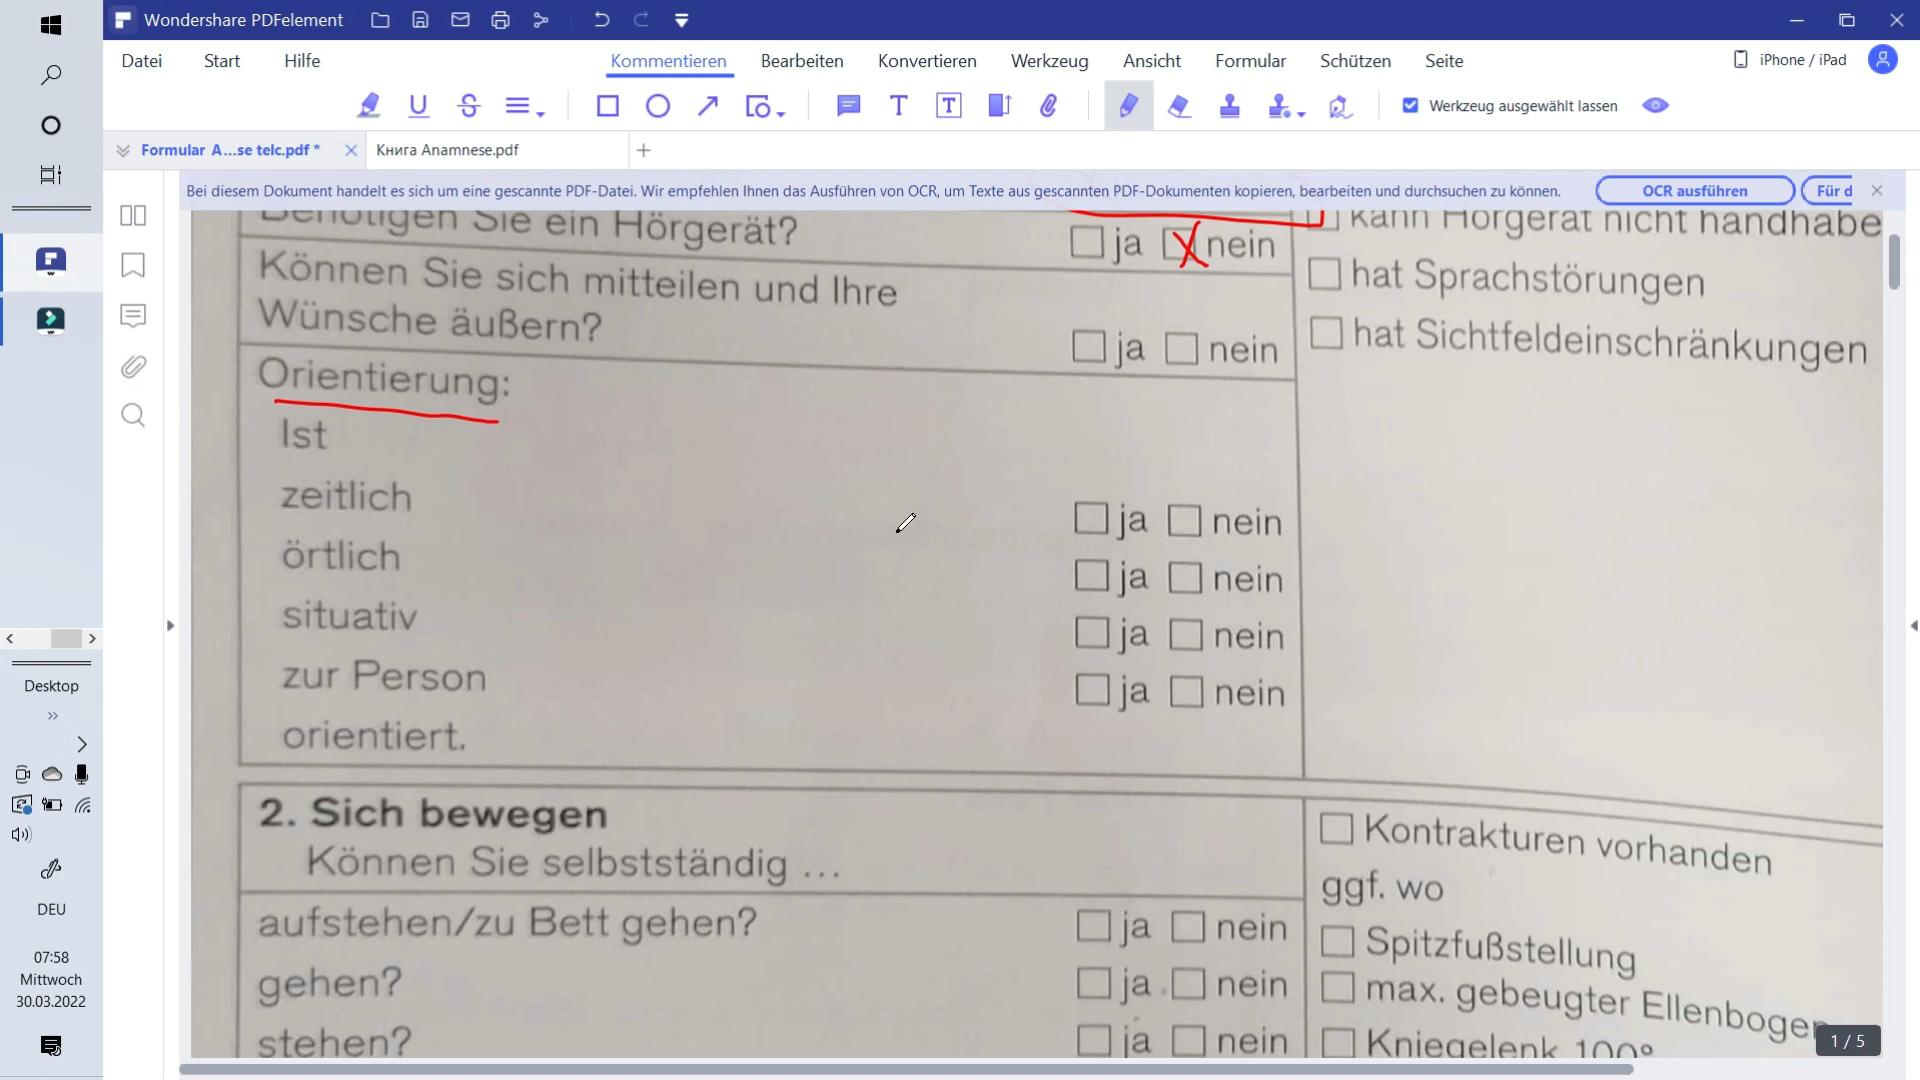 Wondershare PDFelement
Datei Start Hilfe Kommentieren Bearbeiten Konvertieren Werkzeug Ansicht Formular Schützen Seite iPhone / iPad
Werkzeug ausgewählt lassen
Formular A...se telc.pdf * Книга Anamnese.pdf
Bei diesem Dokument handelt es sich um eine gescannte PDF-Datei. Wir empfehlen Ihnen das Ausführen von OCR, um Texte aus gescannten PDF-Dokumenten kopieren, bearbeiten und durchsuchen zu können. OCR ausführen Für d
Benötigen Sie ein Hörgerät? ja nein
kann Hörgerät nicht handhabe
Können Sie sich mitteilen und Ihre
Wünsche äußern? ja nein
hat Sprachstörungen
hat Sichtfeldeinschränkungen
Orientierung:
Ist
zeitlich ja nein
örtlich ja nein
situativ ja nein
zur Person ja nein
orientiert.
2. Sich bewegen
Können Sie selbstständig ...
aufstehen/zu Bett gehen? ja nein
gehen? ja nein
stehen? ja nein
Kontrakturen vorhanden
ggf. wo
Spitzfußstellung
max. gebeugter Ellenbogen
Kniegelenk 100°
1 / 5
Desktop
DEU
07:58
Mittwoch
30.03.2022